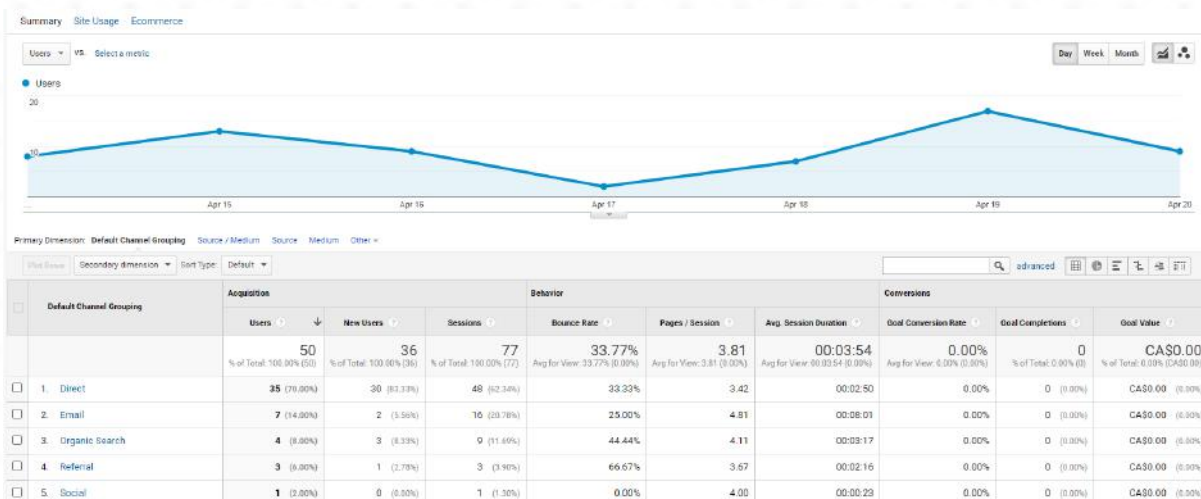 Summary Site Usage Ecommerce
Users VS. Select a metric Day Week Month
Users
20
10
... Apr 15 Apr 16 Apr 17 Apr 18 Apr 19 Apr 20
Primary Dimension: Default Channel Grouping Source / Medium Source Medium Other
Plot Rows Secondary dimension Sort Type: Default advanced
Default Channel Grouping Acquisition Behavior Conversions
Users New Users Sessions Bounce Rate Pages / Session Avg. Session Duration Goal Conversion Rate Goal Completions Goal Value
50 36 77 33.77% 3.81 00:03:54 0.00% 0 CA$0.00
% of Total: 100.00% (50) % of Total: 100.00% (36) % of Total: 100.00% (77) Avg for View: 33.77% (0.00%) Avg for View: 3.81 (0.00%) Avg for View: 00:03:54 (0.00%) Avg for View: 0.00% (0.00%) % of Total: 0.00% (0) % of Total: 0.00% (CA$0.00)
1. Direct 35 (70.00%) 30 (83.33%) 48 (62.34%) 33.33% 3.42 00:02:50 0.00% 0 (0.00%) CA$0.00 (0.00%
2. Email 7 (14.00%) 2 (5.56%) 16 (20.78%) 25.00% 4.81 00:08:01 0.00% 0 (0.00%) CA$0.00 (0.00%
3. Organic Search 4 (8.00%) 3 (8.33%) 9 (11.69%) 44.44% 4.11 00:03:17 0.00% 0 (0.00%) CA$0.00 (0.00%
4. Referral 3 (6.00%) 1 (2.78%) 3 (3.90%) 66.67% 3.67 00:02:16 0.00% 0 (0.00%) CA$0.00 (0.00%
5. Social 1 (2.00%) 0 (0.00%) 1 (1.30%) 0.00% 4.00 00:00:23 0.00% 0 (0.00%) CA$0.00 (0.00%